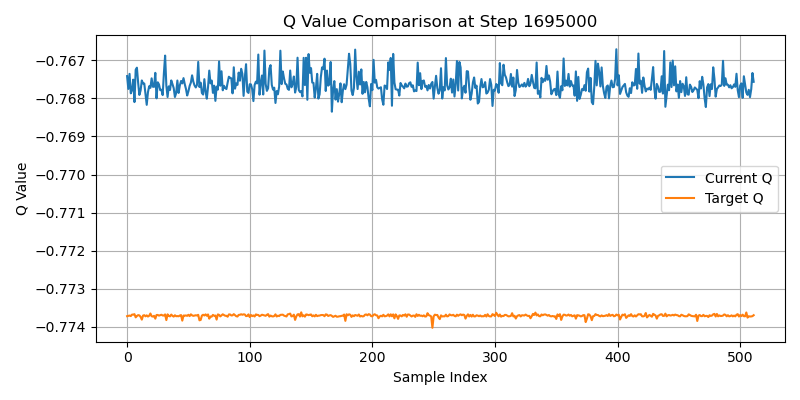 Q Value Comparison at Step 1695000
Q Value
−0.767
−0.768
−0.769
−0.770
−0.771
−0.772
−0.773
−0.774
Current Q
Target Q
0
100
200
300
400
500
Sample Index